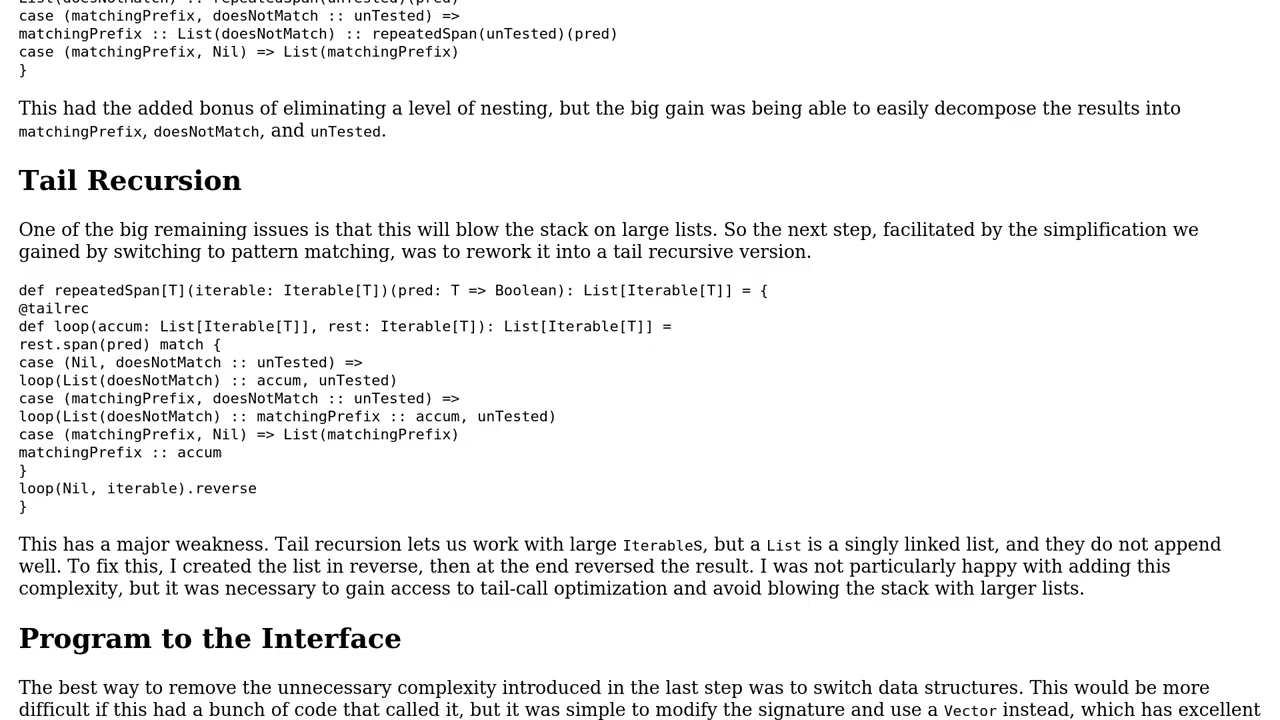 List(doesNotMatch) :: repeatedSpan(unTested)(pred)
case (matchingPrefix, doesNotMatch :: unTested) =>
matchingPrefix :: List(doesNotMatch) :: repeatedSpan(unTested)(pred)
case (matchingPrefix, Nil) => List(matchingPrefix)
}
This had the added bonus of eliminating a level of nesting, but the big gain was being able to easily decompose the results into
matchingPrefix, doesNotMatch, and unTested.
Tail Recursion
One of the big remaining issues is that this will blow the stack on large lists. So the next step, facilitated by the simplification we
gained by switching to pattern matching, was to rework it into a tail recursive version.
def repeatedSpan[T](iterable: Iterable[T])(pred: T => Boolean): List[Iterable[T]] = {
@tailrec
def loop(accum: List[Iterable[T]], rest: Iterable[T]): List[Iterable[T]] =
rest.span(pred) match {
case (Nil, doesNotMatch :: unTested) =>
loop(List(doesNotMatch) :: accum, unTested)
case (matchingPrefix, doesNotMatch :: unTested) =>
loop(List(doesNotMatch) :: matchingPrefix :: accum, unTested)
case (matchingPrefix, Nil) => List(matchingPrefix)
matchingPrefix :: accum
}
loop(Nil, iterable).reverse
}
This has a major weakness. Tail recursion lets us work with large Iterables, but a List is a singly linked list, and they do not append
well. To fix this, I created the list in reverse, then at the end reversed the result. I was not particularly happy with adding this
complexity, but it was necessary to gain access to tail-call optimization and avoid blowing the stack with larger lists.
Program to the Interface
The best way to remove the unnecessary complexity introduced in the last step was to switch data structures. This would be more
difficult if this had a bunch of code that called it, but it was simple to modify the signature and use a Vector instead, which has excellent